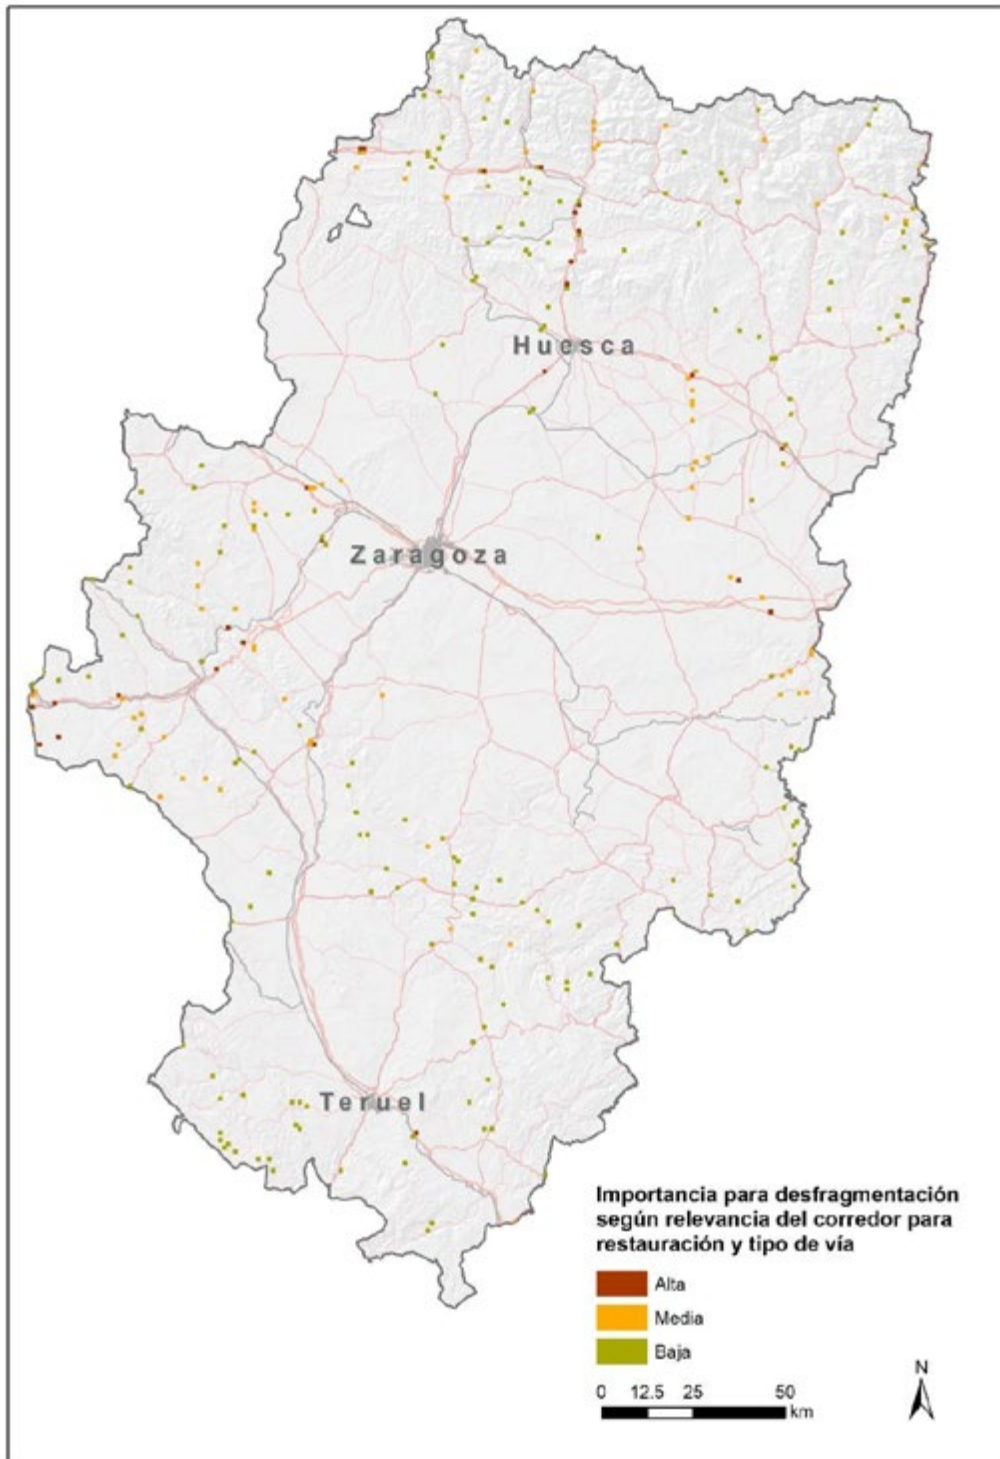 Huesca
Zaragoza
Teruel
Importancia para desfragmentación
según relevancia del corredor para
restauración y tipo de vía
Alta
Media
Baja
N
0 12.5 25 50
km